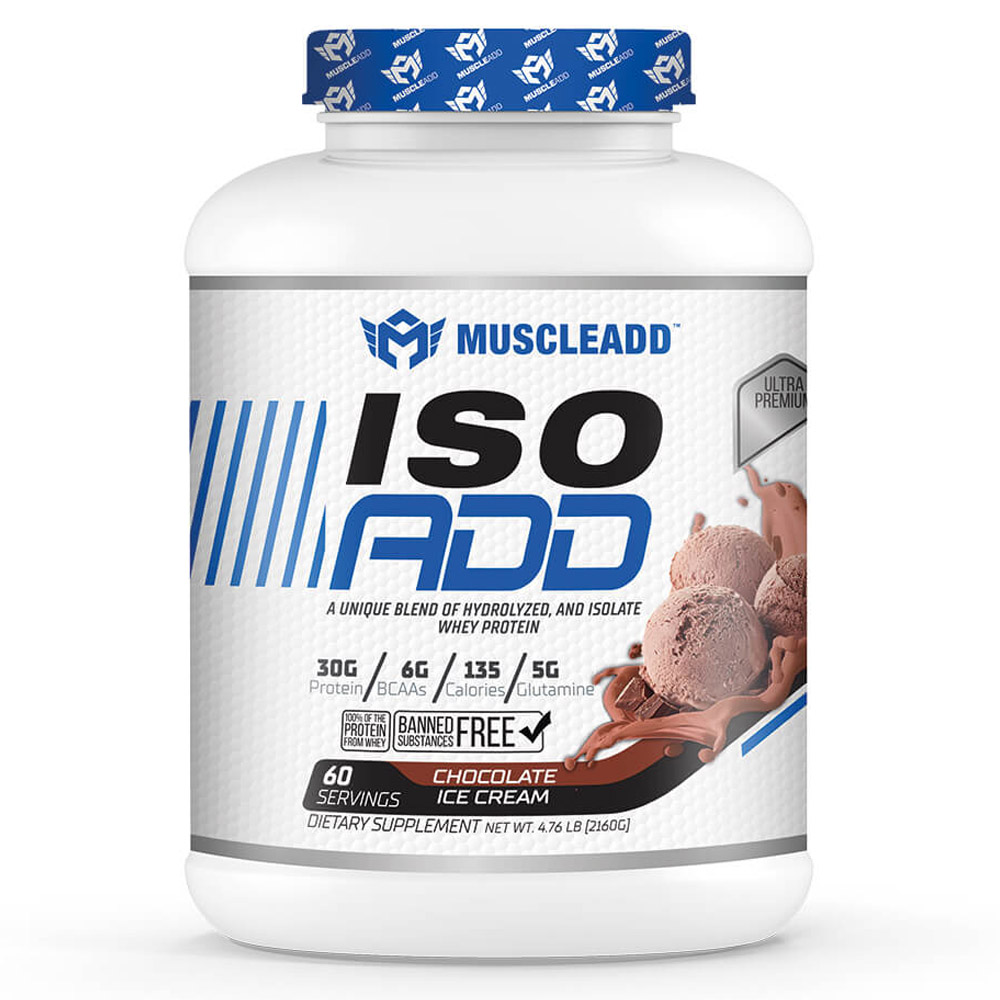 MUSCLEADD
MUSCLEADD™
ISO
ADD
ULTRA
PREMIUM
A UNIQUE BLEND OF HYDROLYZED, AND ISOLATE
WHEY PROTEIN
30G / 6G / 135 / 5G
Protein / BCAAs / Calories / Glutamine
100% OF THE
PROTEIN
FROM WHEY
BANNED
SUBSTANCES
FREE
60
SERVINGS
CHOCOLATE
ICE CREAM
DIETARY SUPPLEMENT NET WT. 4.76 LB [2160G]